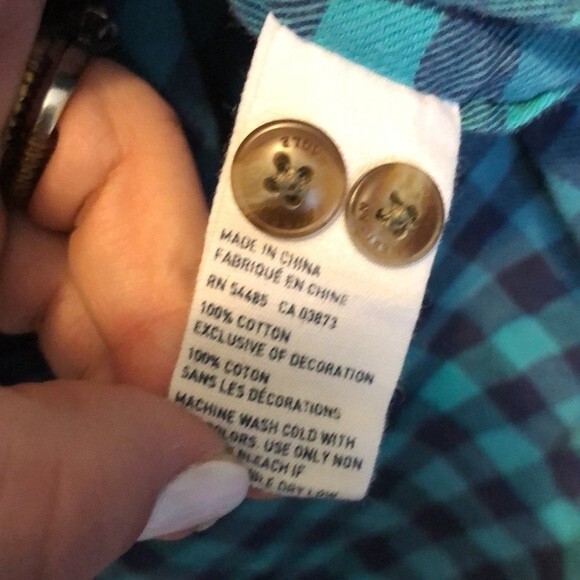 MADE IN CHINA
FABRIQUÉ EN CHINE
RN 54485 CA 03873
100% COTTON
EXCLUSIVE OF DECORATION
100% COTON
SANS LES DÉCORATIONS
MACHINE WASH COLD WITH
COLORS. USE ONLY NON
BLEACH IF
DRY LOW